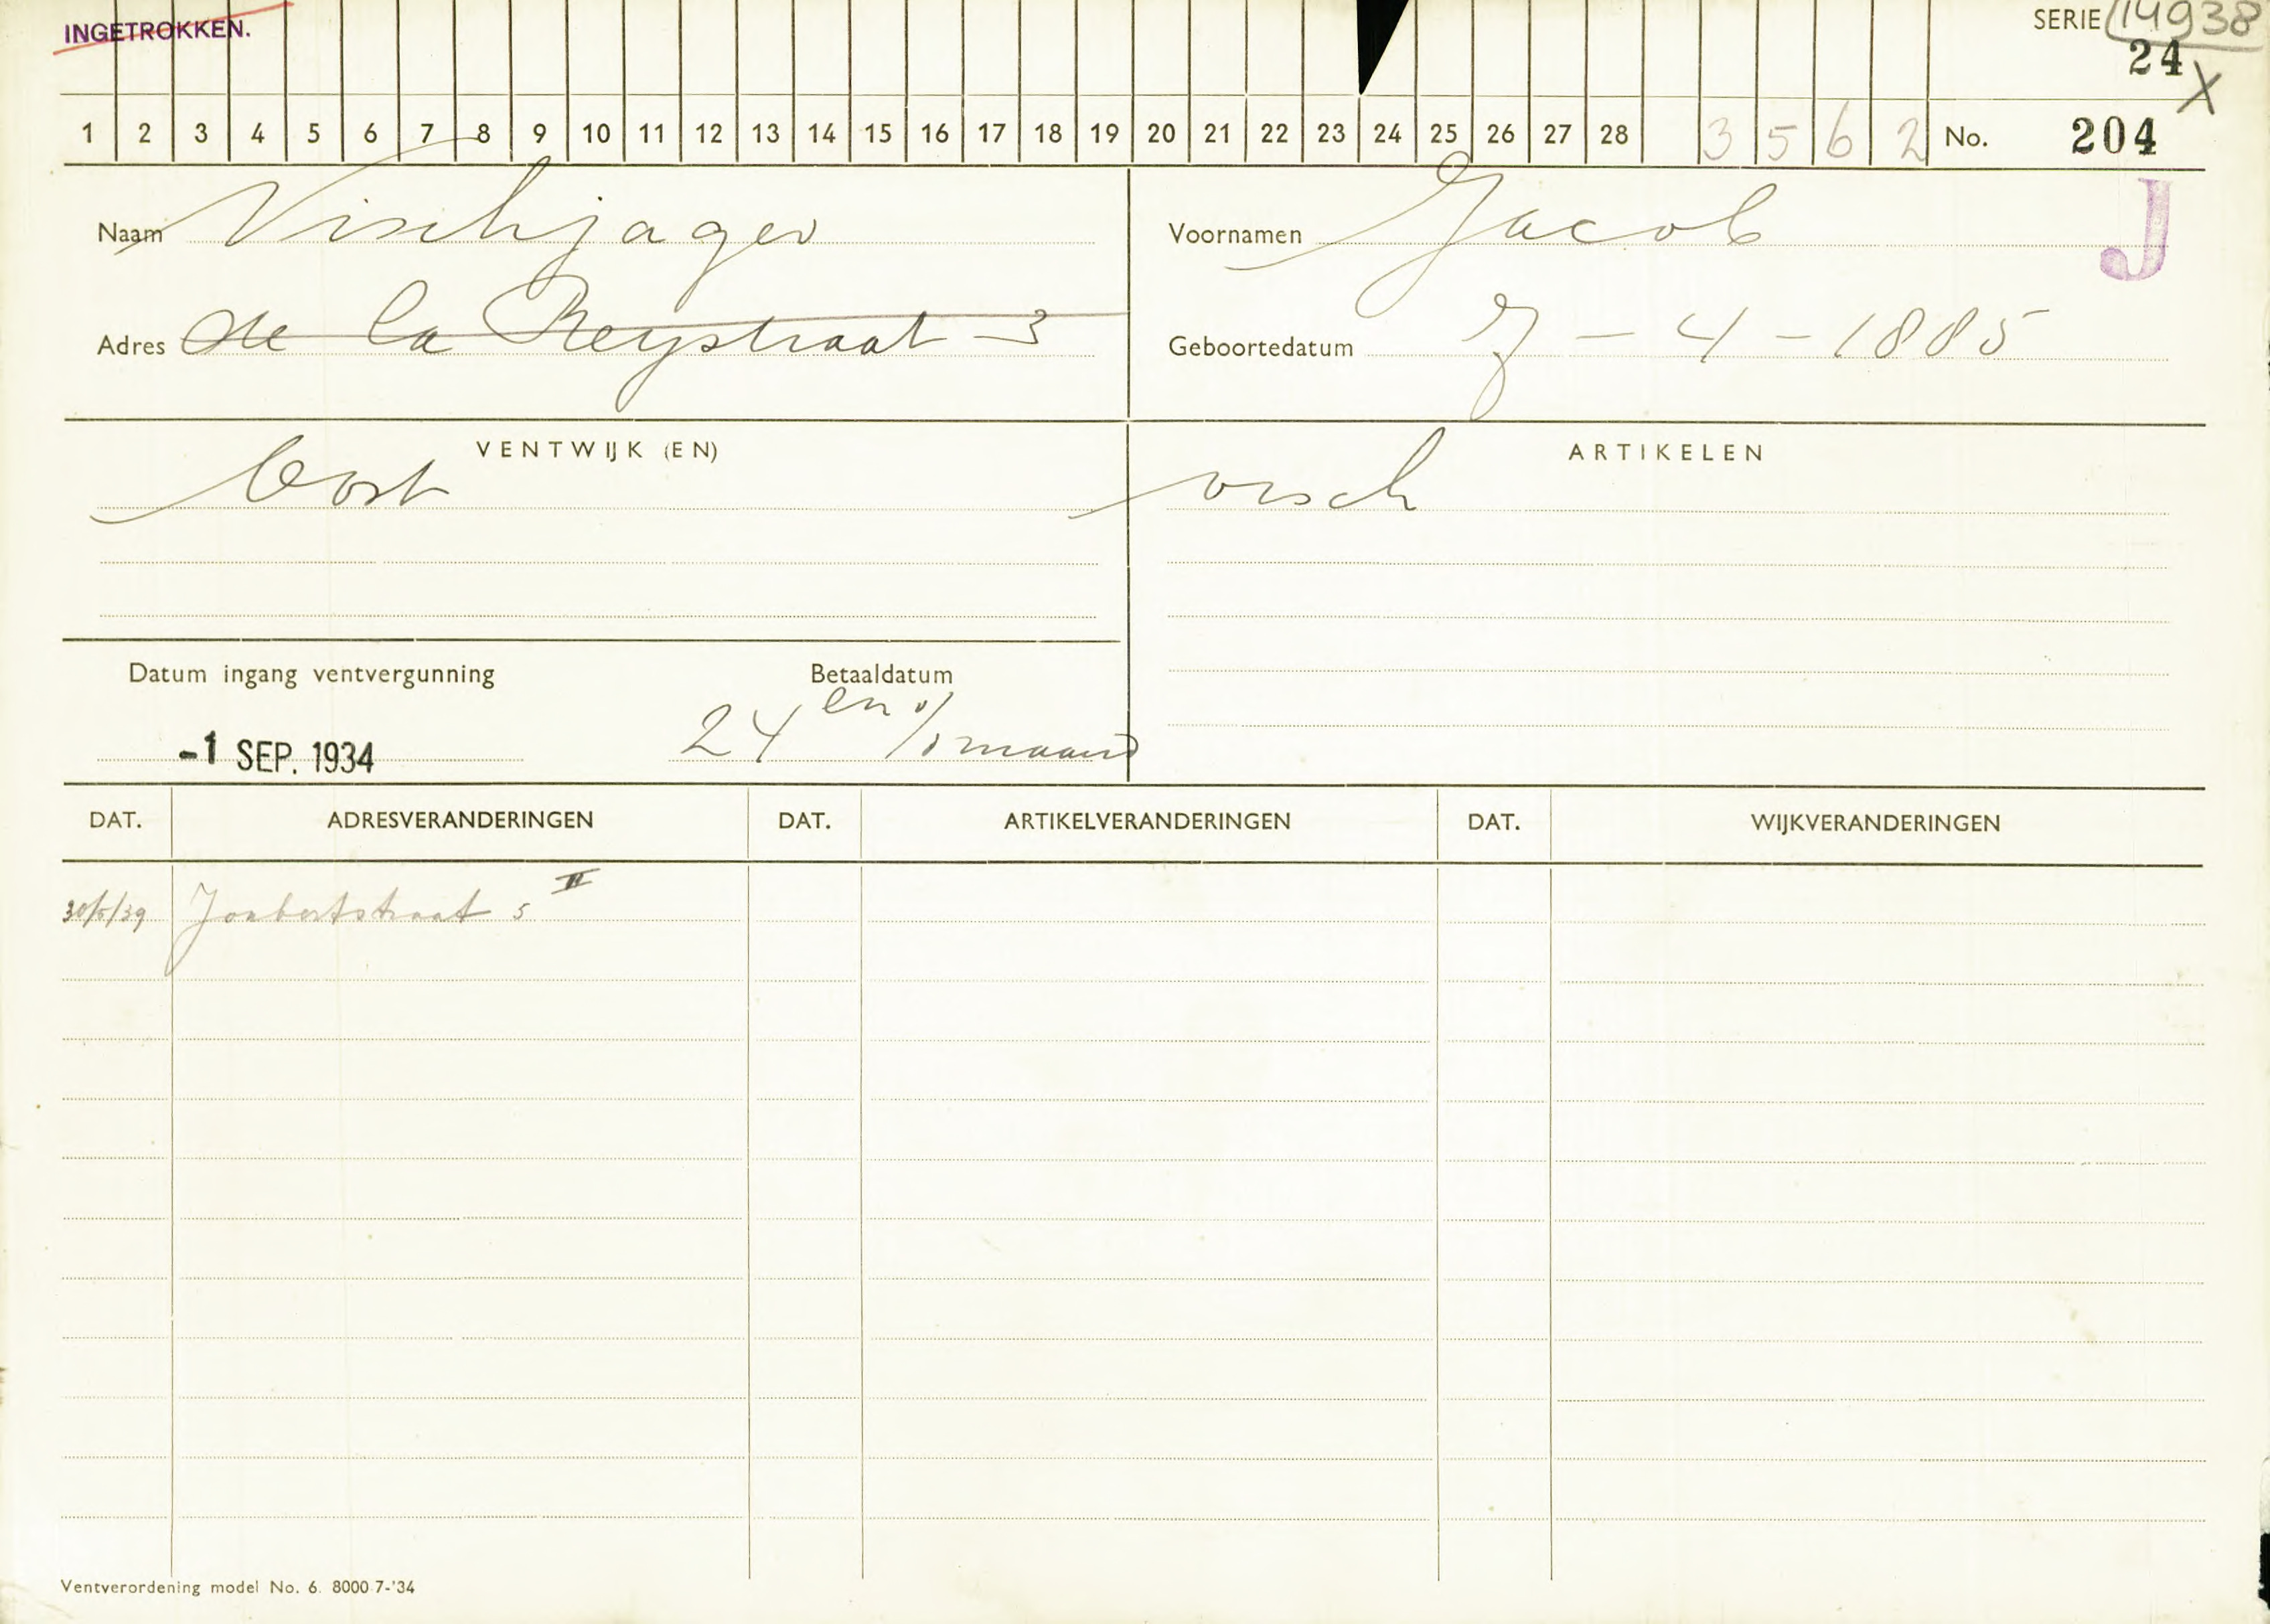 INGETROKKEN.
SERIE 14938
24 X
1 2 3 4 5 6 7 8 9 10 11 12 13 14 15 16 17 18 19 20 21 22 23 24 25 26 27 28 3 5 6 2 No. 204
J
Naam Vischjager
Voornamen Jacob
Adres de la Reystraat 3
Geboortedatum 7-4-1885
VENTWIJK (EN)
Oost
ARTIKELEN
visch
Datum ingang ventvergunning
-1 SEP. 1934
Betaaldatum
24en v/d maand
DAT. ADRESVERANDERINGEN DAT. ARTIKELVERANDERINGEN DAT. WIJKVERANDERINGEN
Joubertstraat 5 II
Ventverordening model No. 6. 8000-7-'34